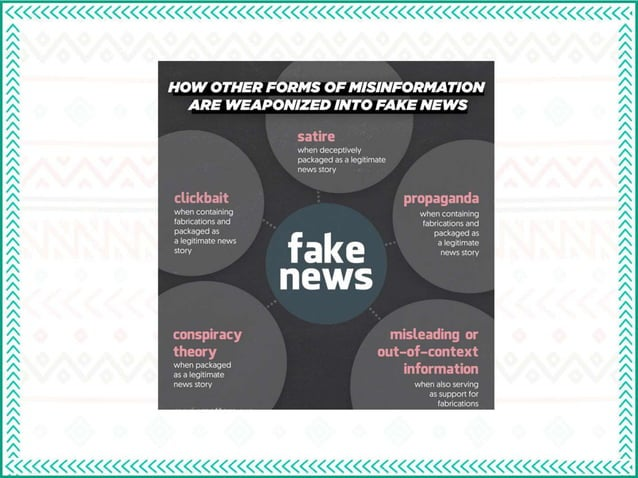 HOW OTHER FORMS OF MISINFORMATION
ARE WEAPONIZED INTO FAKE NEWS
satire
when deceptively
packaged as a legitimate
news story
clickbait
when containing
fabrications and
packaged as
a legitimate news
story
propaganda
when containing
fabrications and
packaged as
a legitimate
news story
fake
news
conspiracy
theory
when packaged
as a legitimate
news story
misleading or
out-of-context
information
when also serving
as support for
fabrications